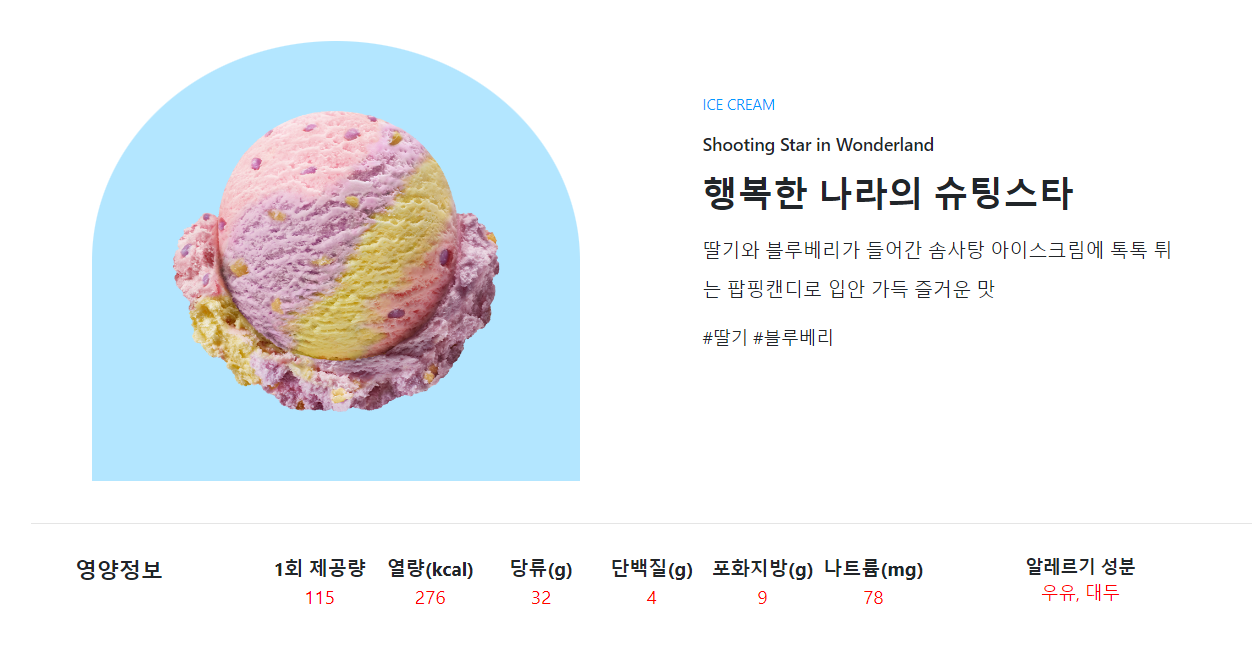 ICE CREAM
Shooting Star in Wonderland
행복한 나라의 슈팅스타
딸기와 블루베리가 들어간 솜사탕 아이스크림에 톡톡 튀
는 팝핑캔디로 입안 가득 즐거운 맛
#딸기 #블루베리
영양정보 1회 제공량 열량(kcal) 당류(g) 단백질(g) 포화지방(g) 나트륨(mg) 알레르기 성분
115 276 32 4 9 78 우유, 대두